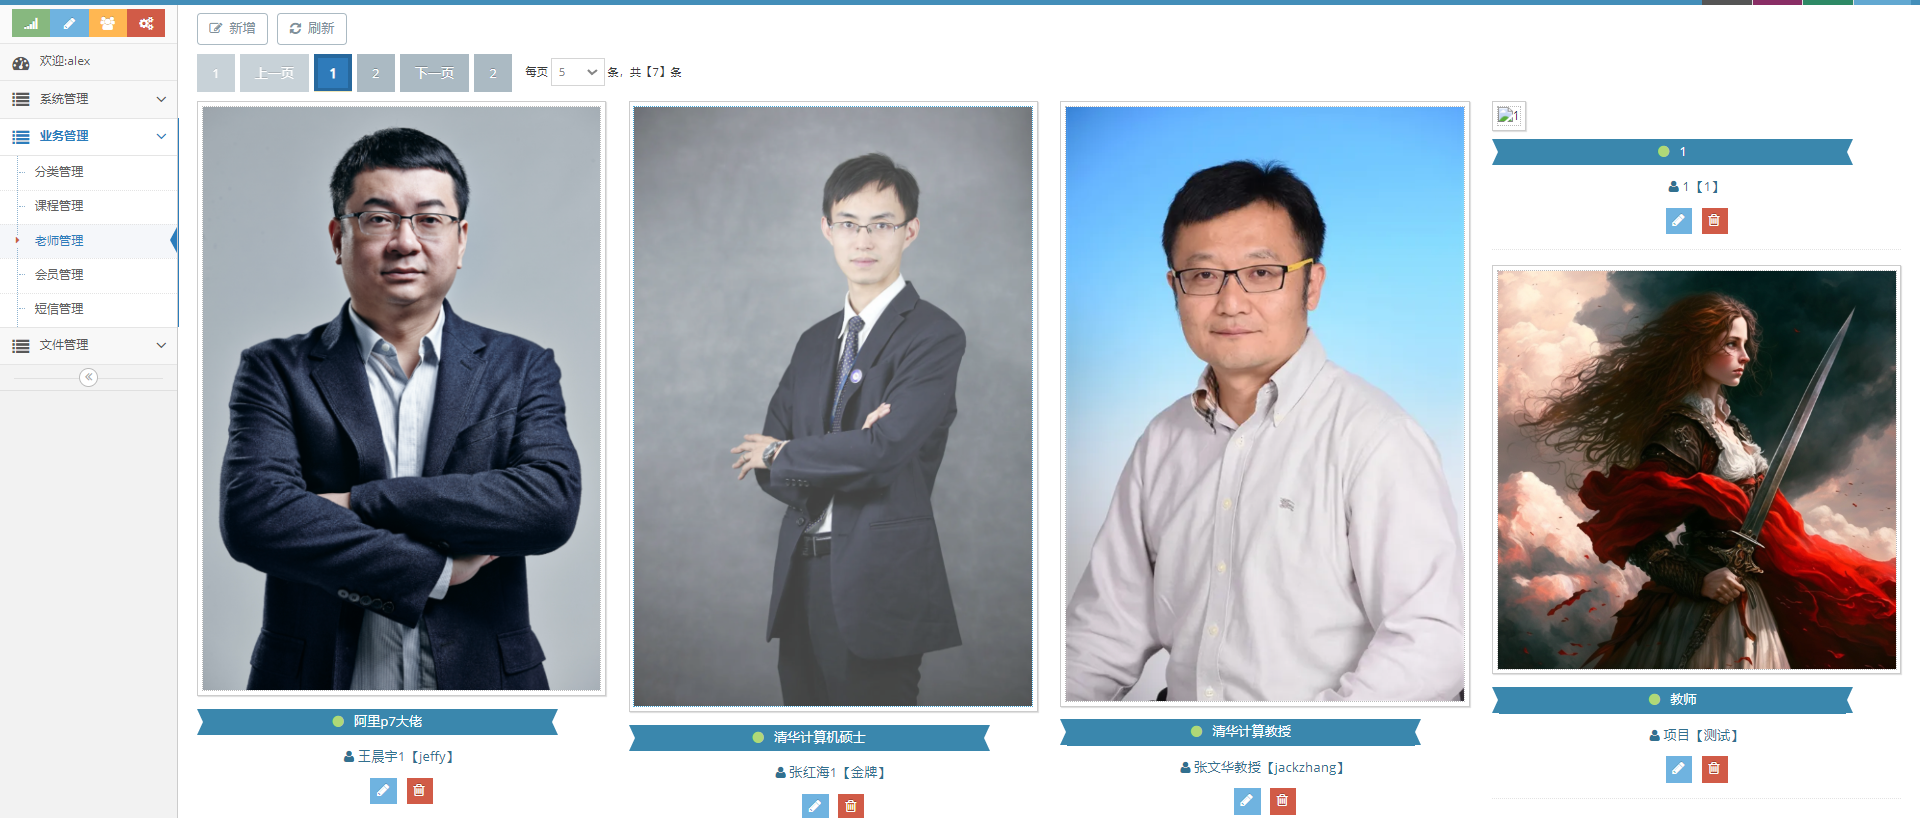 新增
刷新
欢迎:alex
系统管理
业务管理
分类管理
课程管理
老师管理
会员管理
短信管理
文件管理
1 上一页 1 2 下一页 2 每页 5 条，共【7】条
阿里p7大佬
王晨宇1【jeffy】
清华计算机硕士
张红海1【金牌】
清华计算教授
张文华教授【jackzhang】
1
1
1【1】
教师
项目【测试】